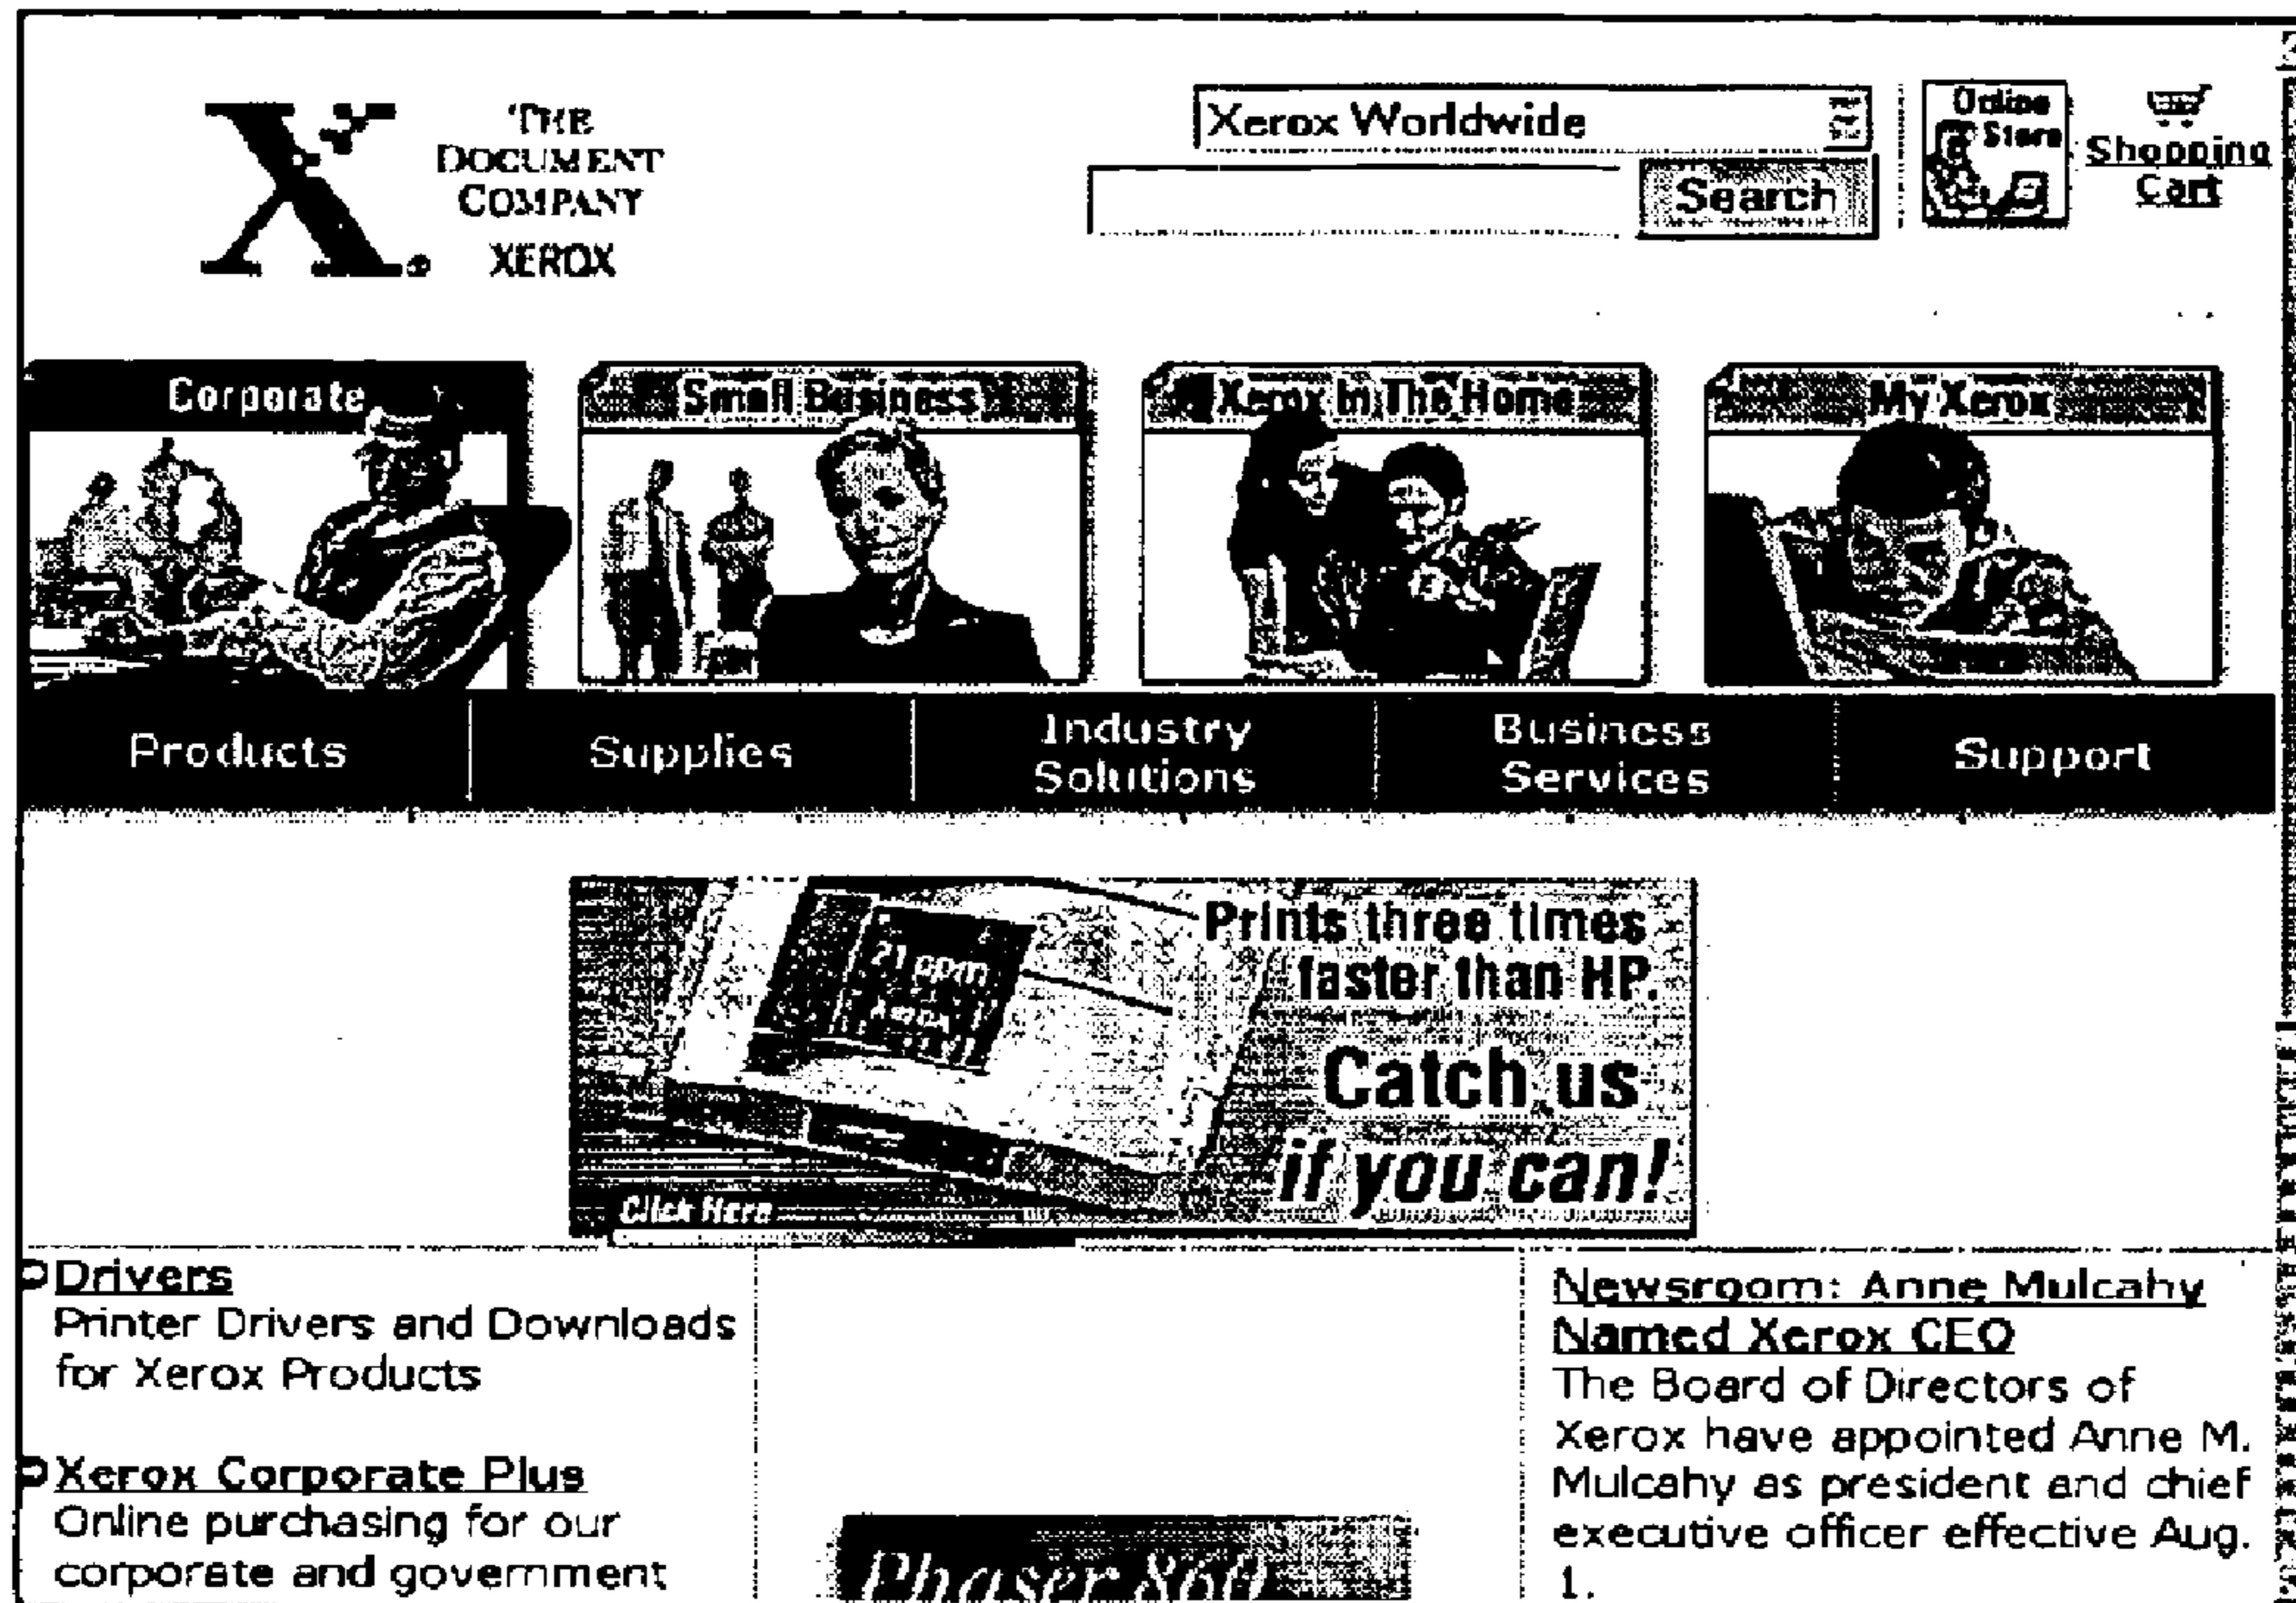 THE
DOCUMENT
COMPANY
XEROX
Xerox Worldwide
Search
Online
Store
Shopping
Cart
Corporate
Small Business
Xerox In The Home
My Xerox
Products
Supplies
Industry
Solutions
Business
Services
Support
21 ppm
Prints three times
faster than HP.
Catch us
if you can!
Click Here
Drivers
Printer Drivers and Downloads
for Xerox Products
Xerox Corporate Plus
Online purchasing for our
corporate and government
Phaser 860
Newsroom: Anne Mulcahy
Named Xerox CEO
The Board of Directors of
Xerox have appointed Anne M.
Mulcahy as president and chief
executive officer effective Aug.
1.